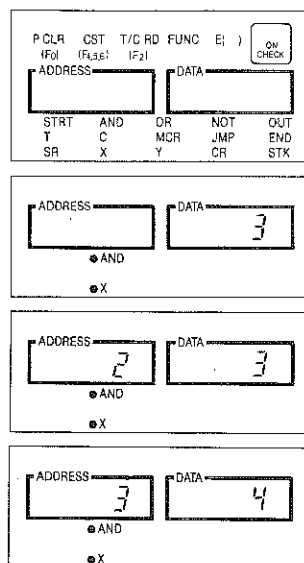 P CLR CST T/C RD FUNC E( ) ON
(F0) (F4,5,6) (F2) CHECK
ADDRESS DATA
STRT AND OR NOT OUT
T C MCR JMP END
SR X Y CR STK
ADDRESS DATA
3
AND
X
ADDRESS DATA
2 3
AND
X
ADDRESS DATA
3 4
AND
X